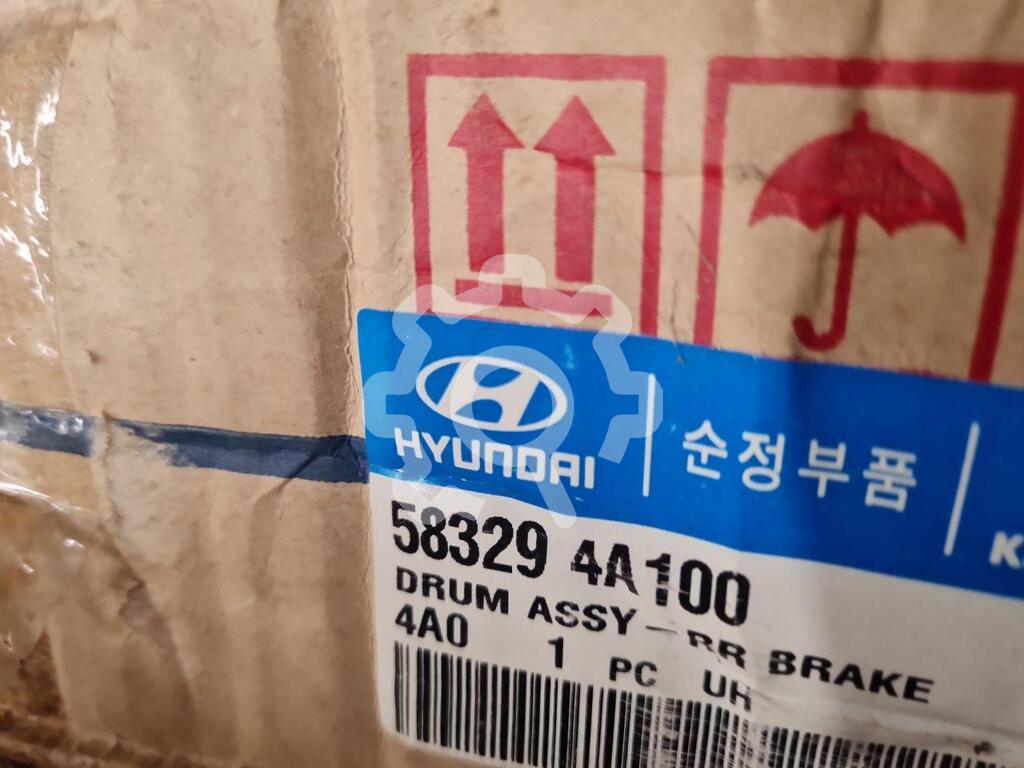 HYUNDAI
순정부품
58329 4A100
DRUM ASSY-RR BRAKE
4A0 1 PC UH